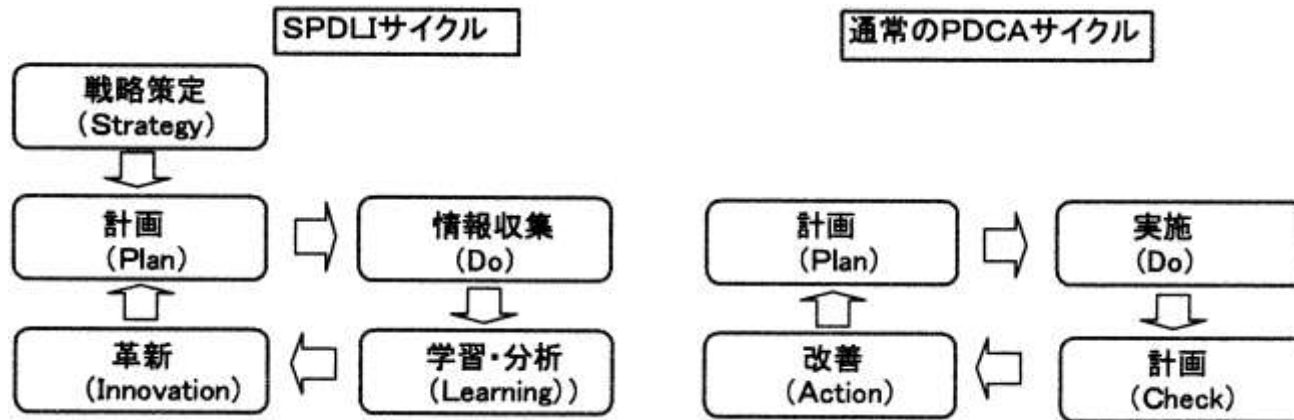 SPDLIサイクル
通常のPDCAサイクル
戦略策定
(Strategy)
計画
(Plan)
情報収集
(Do)
革新
(Innovation)
学習・分析
(Learning))
計画
(Plan)
実施
(Do)
改善
(Action)
計画
(Check)